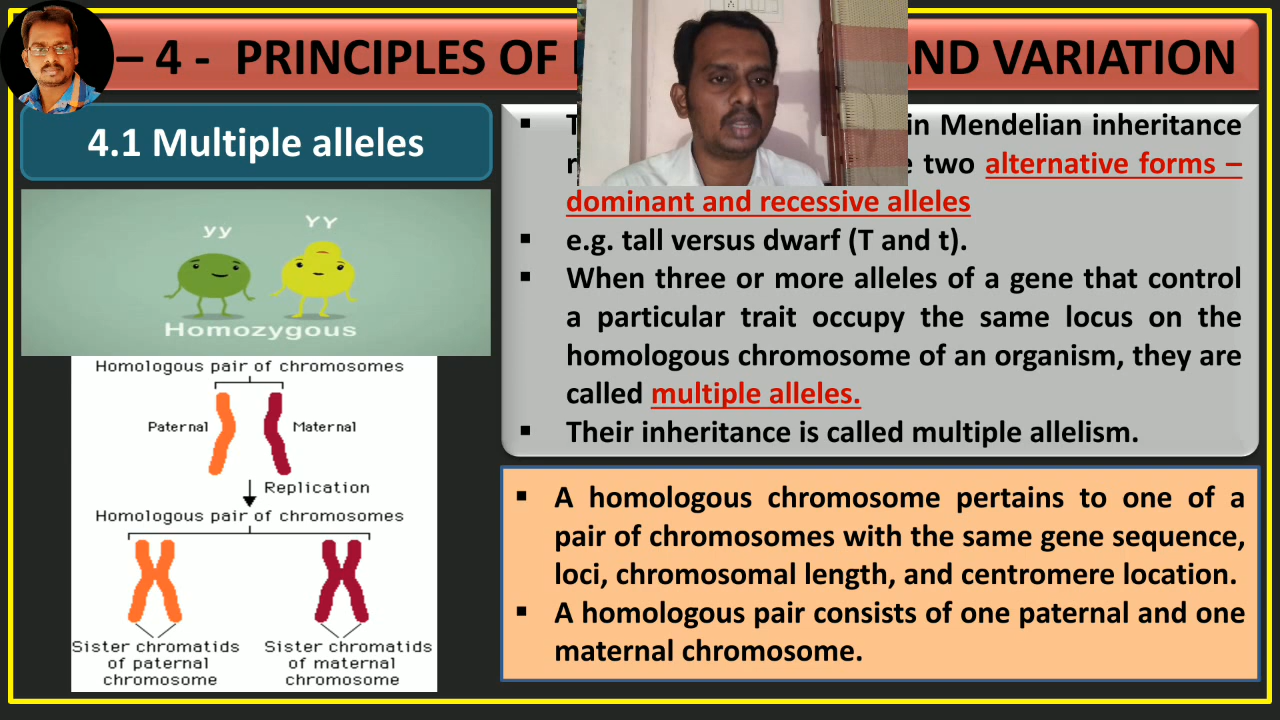 – 4 - PRINCIPLES OF AND VARIATION
4.1 Multiple alleles
yy YY
Homozygous
Homologous pair of chromosomes
Paternal Maternal
Replication
Homologous pair of chromosomes
Sister chromatids Sister chromatids
of paternal of maternal
chromosome chromosome
in Mendelian inheritance
two alternative forms –
dominant and recessive alleles
▪ e.g. tall versus dwarf (T and t).
▪ When three or more alleles of a gene that control
a particular trait occupy the same locus on the
homologous chromosome of an organism, they are
called multiple alleles.
▪ Their inheritance is called multiple allelism.
▪ A homologous chromosome pertains to one of a
pair of chromosomes with the same gene sequence,
loci, chromosomal length, and centromere location.
▪ A homologous pair consists of one paternal and one
maternal chromosome.